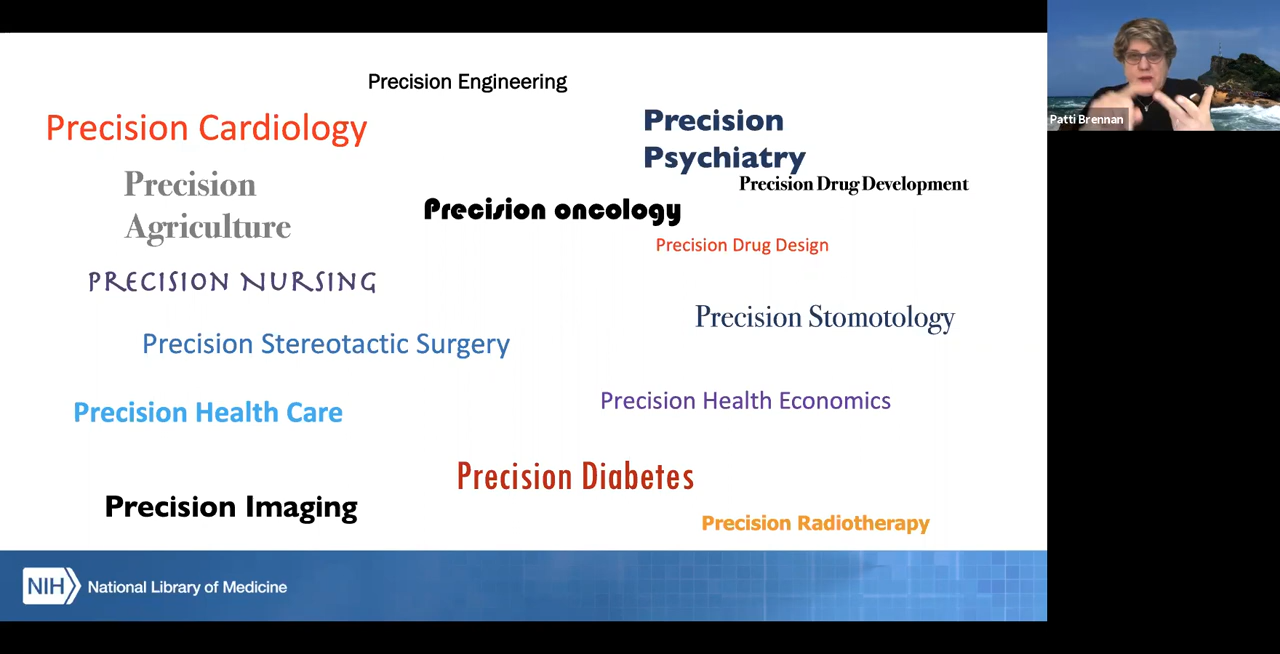 Precision Engineering
Precision Cardiology
Precision
Psychiatry
Precision
Agriculture
Precision Drug Development
Precision oncology
Precision Drug Design
PRECISION NURSING
Precision Stomotology
Precision Stereotactic Surgery
Precision Health Care
Precision Health Economics
Precision Diabetes
Precision Imaging
Precision Radiotherapy
NIH National Library of Medicine
Patti Brennan